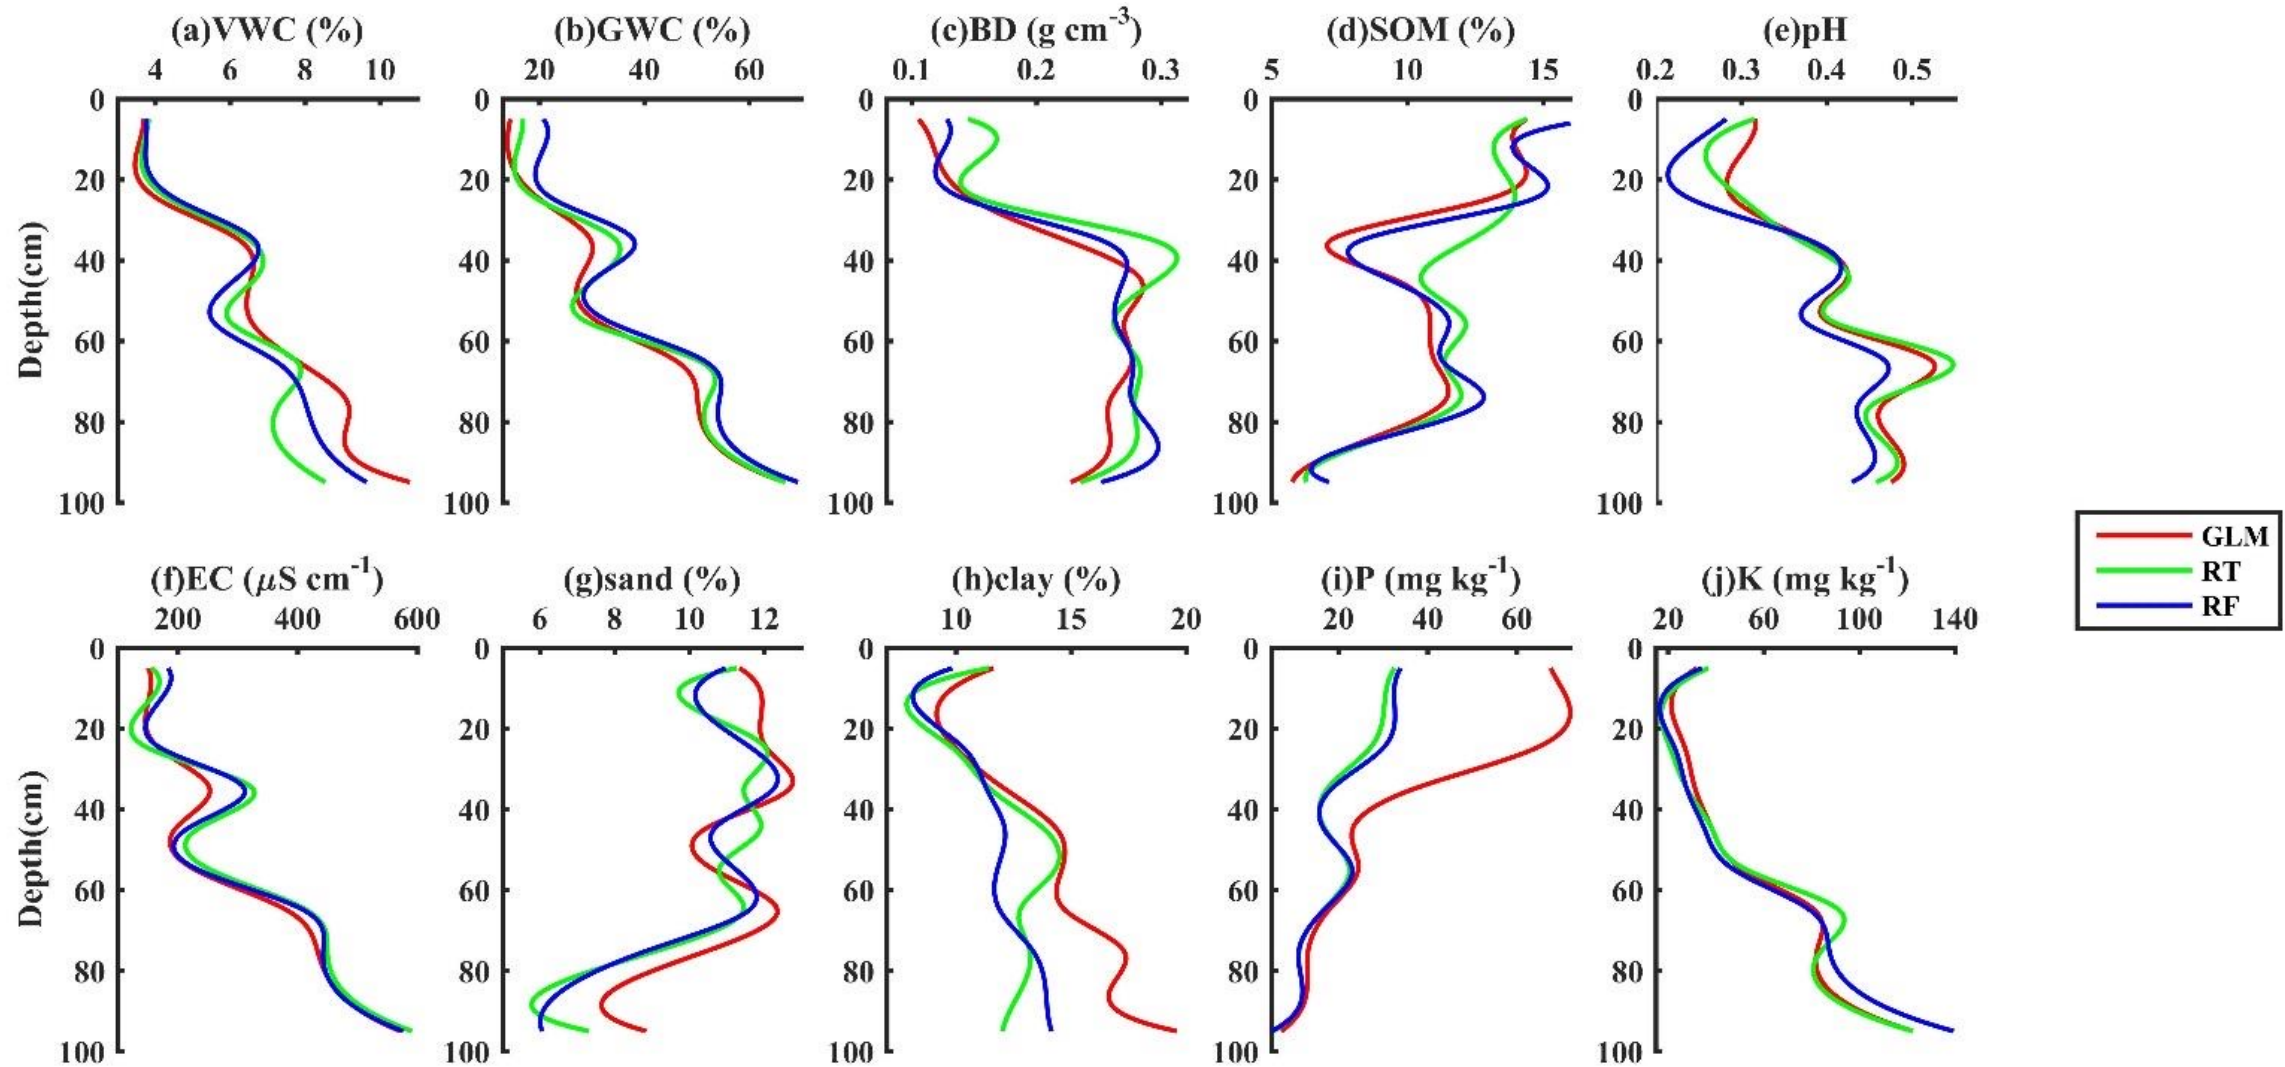 (a)VWC (%) (b)GWC (%) (c)BD (g cm-3) (d)SOM (%) (e)pH
4 6 8 10 20 40 60 0.1 0.2 0.3 5 10 15 0.2 0.3 0.4 0.5
0 0 0 0 0
20 20 20 20 20
40 40 40 40 40
60 60 60 60 60
80 80 80 80 80
100 100 100 100 100
Depth(cm)
GLM
RT
RF
(f)EC (μS cm-1) (g)sand (%) (h)clay (%) (i)P (mg kg-1) (j)K (mg kg-1)
200 400 600 6 8 10 12 10 15 20 20 40 60 20 60 100 140
0 0 0 0 0
20 20 20 20 20
40 40 40 40 40
60 60 60 60 60
80 80 80 80 80
100 100 100 100 100
Depth(cm)